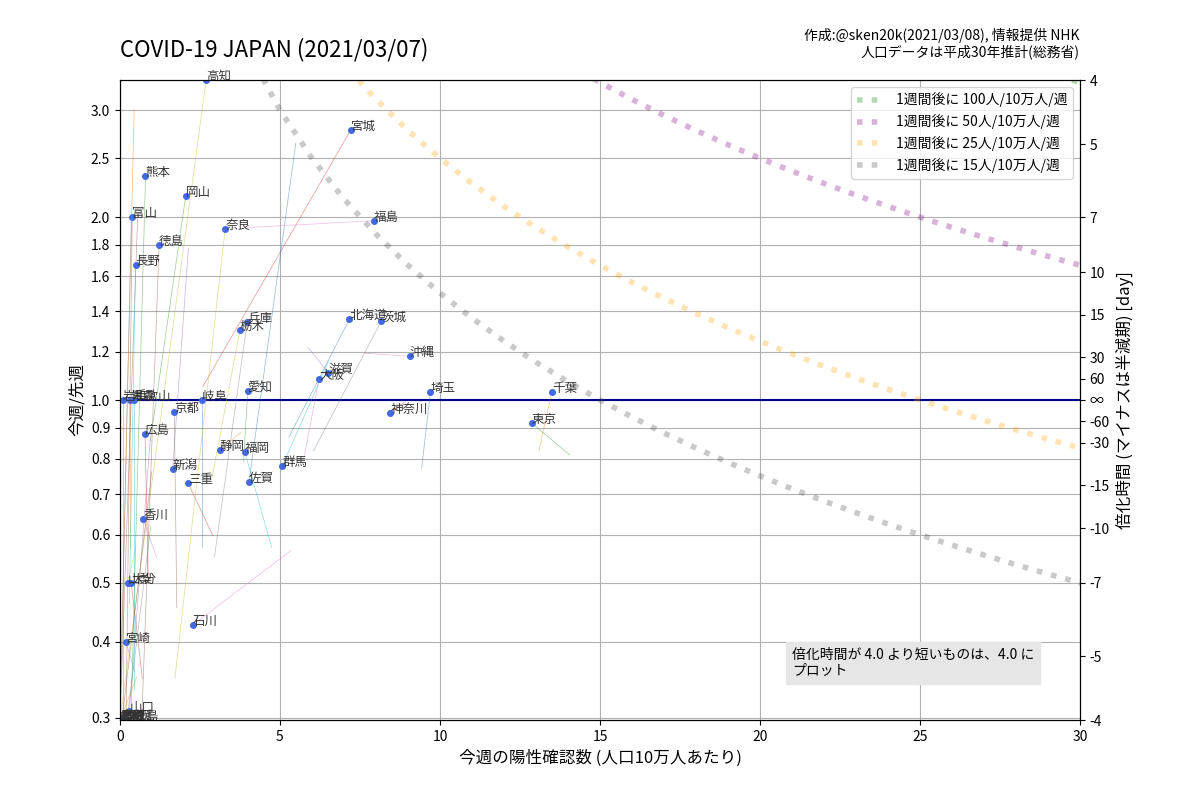 COVID-19 JAPAN (2021/03/07)
作成:@sken20k(2021/03/08), 情報提供 NHK
人口データは平成30年推計(総務省)
1週間後に 100人/10万人/週
1週間後に 50人/10万人/週
1週間後に 25人/10万人/週
1週間後に 15人/10万人/週
高知
宮城
熊本
岡山
富山
福島
奈良
徳島
長野
兵庫
栃木
北海道
茨城
沖縄
滋賀
大阪
愛知
埼玉
千葉
岐阜
京都
神奈川
東京
広島
静岡
福岡
群馬
新潟
三重
佐賀
香川
大分
石川
宮崎
山口
倍化時間が 4.0 より短いものは、4.0 に
プロット
3.0
2.5
2.0
1.8
1.6
1.4
1.2
1.0
0.9
0.8
0.7
0.6
0.5
0.4
0.3
今週/先週
4
5
7
10
15
30
60
∞
-60
-30
-15
-10
-7
-5
-4
倍化時間 (マイナスは半減期) [day]
0
5
10
15
20
25
30
今週の陽性確認数 (人口10万人あたり)